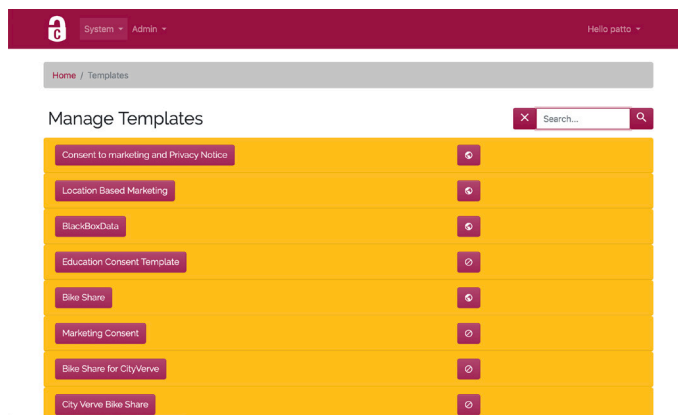 C
System Admin Hello patto
Home / Templates
Manage Templates
Search...
Consent to marketing and Privacy Notice
Location Based Marketing
BlackBoxData
Education Consent Template
Bike Share
Marketing Consent
Bike Share for CityVerve
City Verve Bike Share